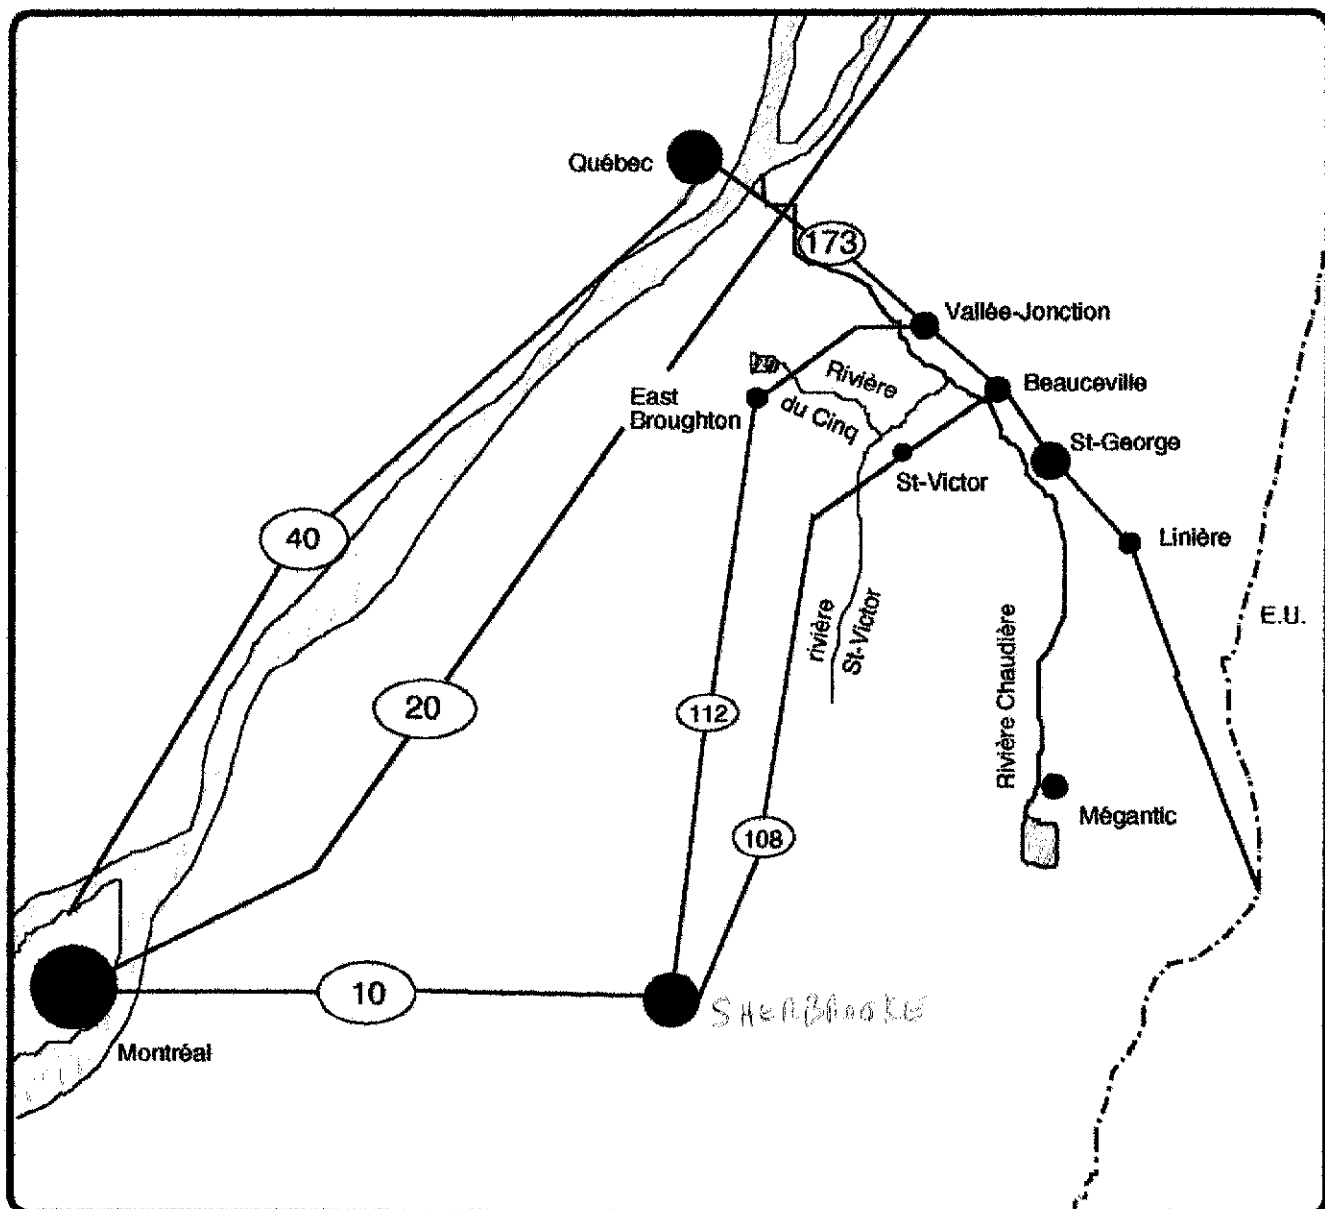 Québec
173
Vallée-Jonction
Rivière
du Cinq
Beauceville
East
Broughton
St-George
St-Victor
40
Linière
rivière
St-Victor
E.U.
Rivière Chaudière
20
112
Mégantic
108
10
SHERBROOKE
Montréal